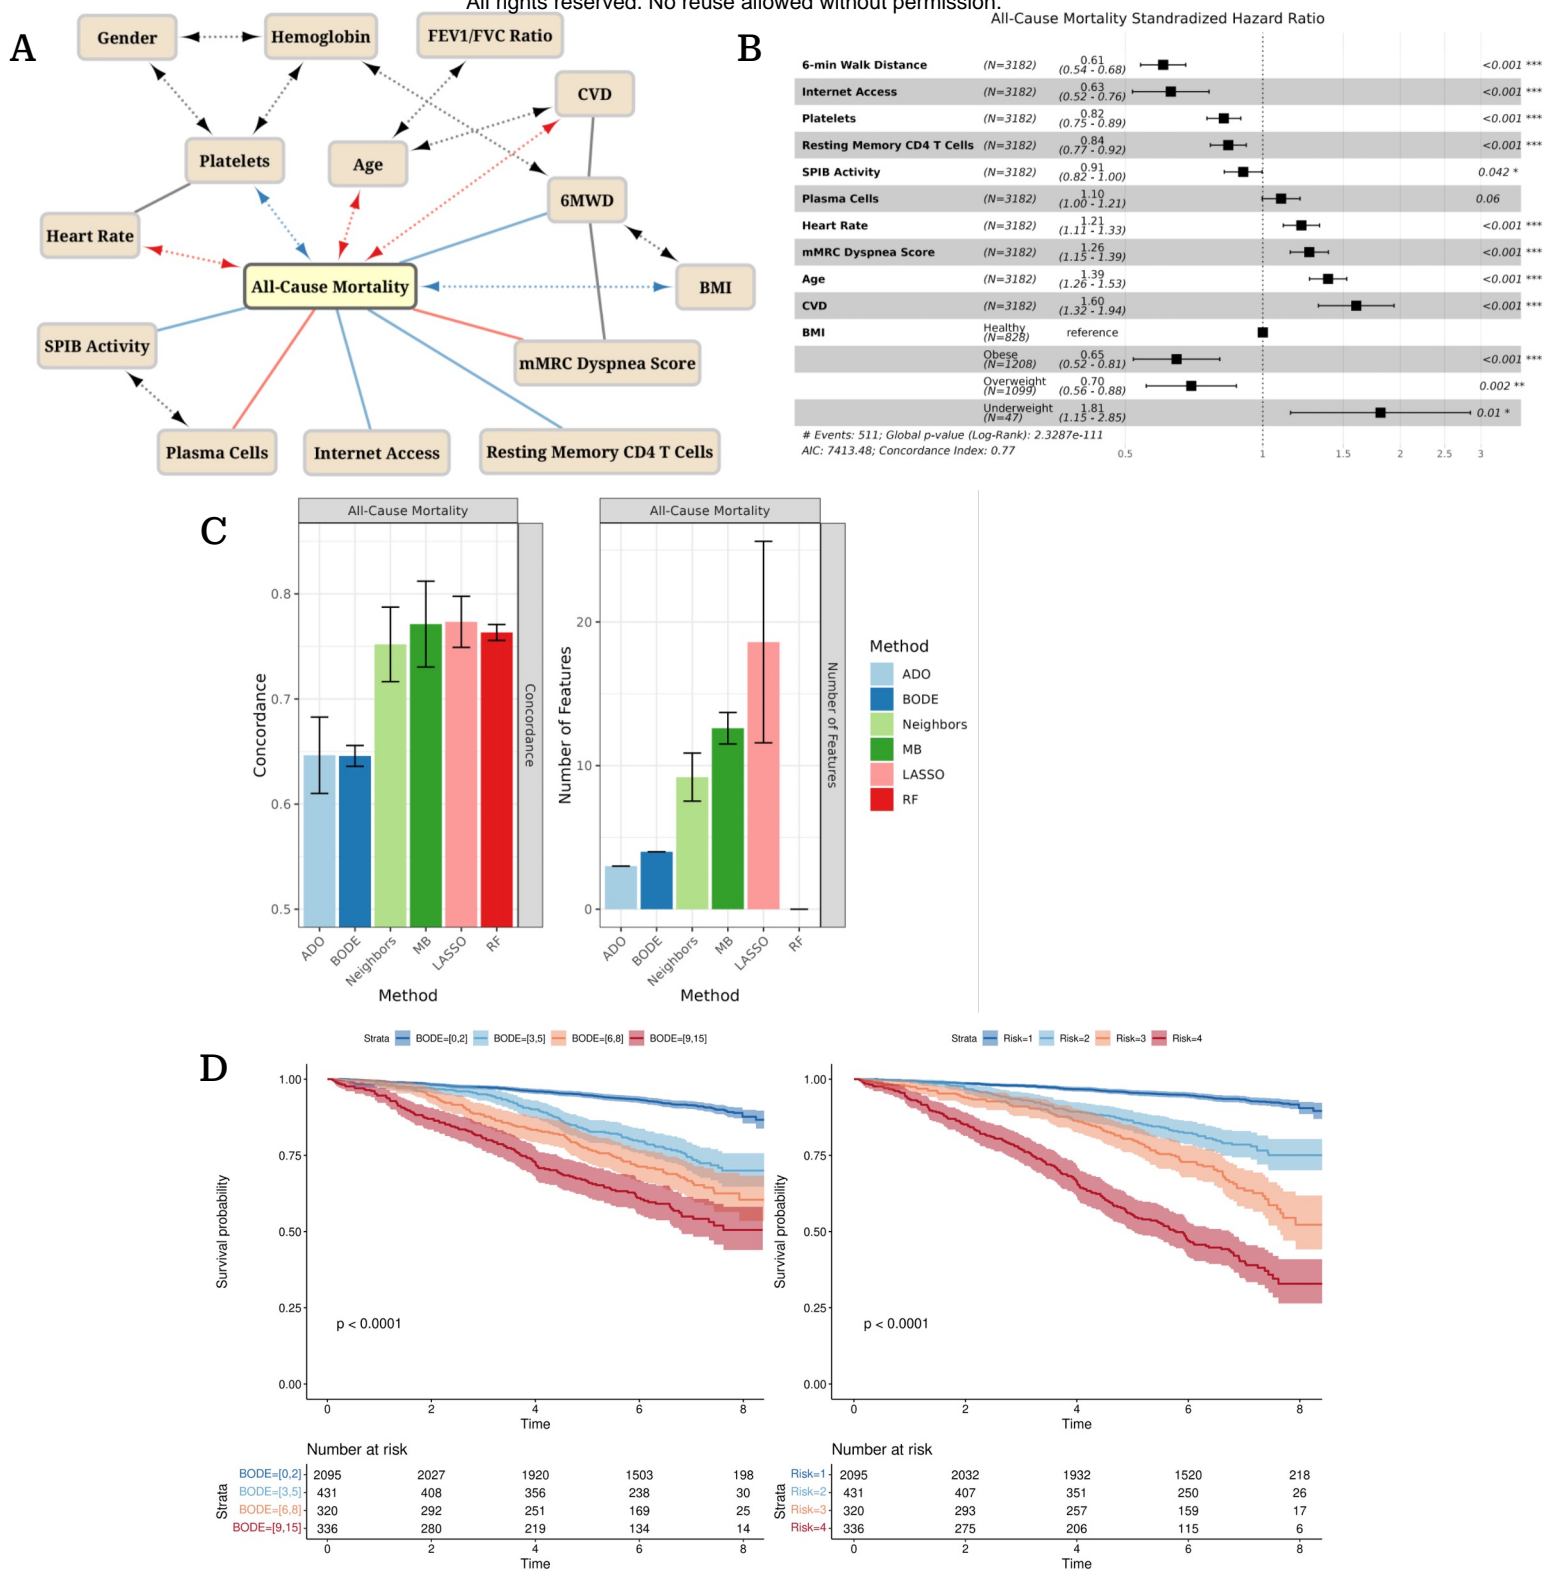 All rights reserved. No reuse allowed without permission.
A
Gender
Hemoglobin
FEV1/FVC Ratio
CVD
Platelets
Age
6MWD
Heart Rate
All-Cause Mortality
BMI
SPIB Activity
mMRC Dyspnea Score
Plasma Cells
Internet Access
Resting Memory CD4 T Cells
B
All-Cause Mortality Standradized Hazard Ratio
6-min Walk Distance (N=3182) 0.61 (0.54 - 0.68) <0.001 ***
Internet Access (N=3182) 0.63 (0.52 - 0.76) <0.001 ***
Platelets (N=3182) 0.82 (0.75 - 0.89) <0.001 ***
Resting Memory CD4 T Cells (N=3182) 0.84 (0.77 - 0.92) <0.001 ***
SPIB Activity (N=3182) 0.91 (0.82 - 1.00) 0.042 *
Plasma Cells (N=3182) 1.10 (1.00 - 1.21) 0.06
Heart Rate (N=3182) 1.21 (1.11 - 1.33) <0.001 ***
mMRC Dyspnea Score (N=3182) 1.26 (1.15 - 1.39) <0.001 ***
Age (N=3182) 1.39 (1.26 - 1.53) <0.001 ***
CVD (N=3182) 1.60 (1.32 - 1.94) <0.001 ***
BMI Healthy (N=828) reference
Obese (N=1208) 0.65 (0.52 - 0.81) <0.001 ***
Overweight (N=1099) 0.70 (0.56 - 0.88) 0.002 **
Underweight (N=47) 1.81 (1.15 - 2.85) 0.01 *
# Events: 511; Global p-value (Log-Rank): 2.3287e-111
AIC: 7413.48; Concordance Index: 0.77
0.5 1 1.5 2 2.5 3
C
All-Cause Mortality
Concordance
0.8
0.7
0.6
0.5
Concordance
ADO BODE Neighbors MB LASSO RF
Method
All-Cause Mortality
Number of Features
20
10
0
Number of Features
ADO BODE Neighbors MB LASSO RF
Method
Method
ADO
BODE
Neighbors
MB
LASSO
RF
D
Strata BODE=[0,2] BODE=[3,5] BODE=[6,8] BODE=[9,15]
Survival probability
1.00
0.75
0.50
0.25
0.00
p < 0.0001
0 2 4 6 8
Time
Number at risk
Strata
BODE=[0,2] 2095 2027 1920 1503 198
BODE=[3,5] 431 408 356 238 30
BODE=[6,8] 320 292 251 169 25
BODE=[9,15] 336 280 219 134 14
0 2 4 6 8
Time
Strata Risk=1 Risk=2 Risk=3 Risk=4
Survival probability
1.00
0.75
0.50
0.25
0.00
p < 0.0001
0 2 4 6 8
Time
Number at risk
Strata
Risk=1 2095 2032 1932 1520 218
Risk=2 431 407 351 250 26
Risk=3 320 293 257 159 17
Risk=4 336 275 206 115 6
0 2 4 6 8
Time